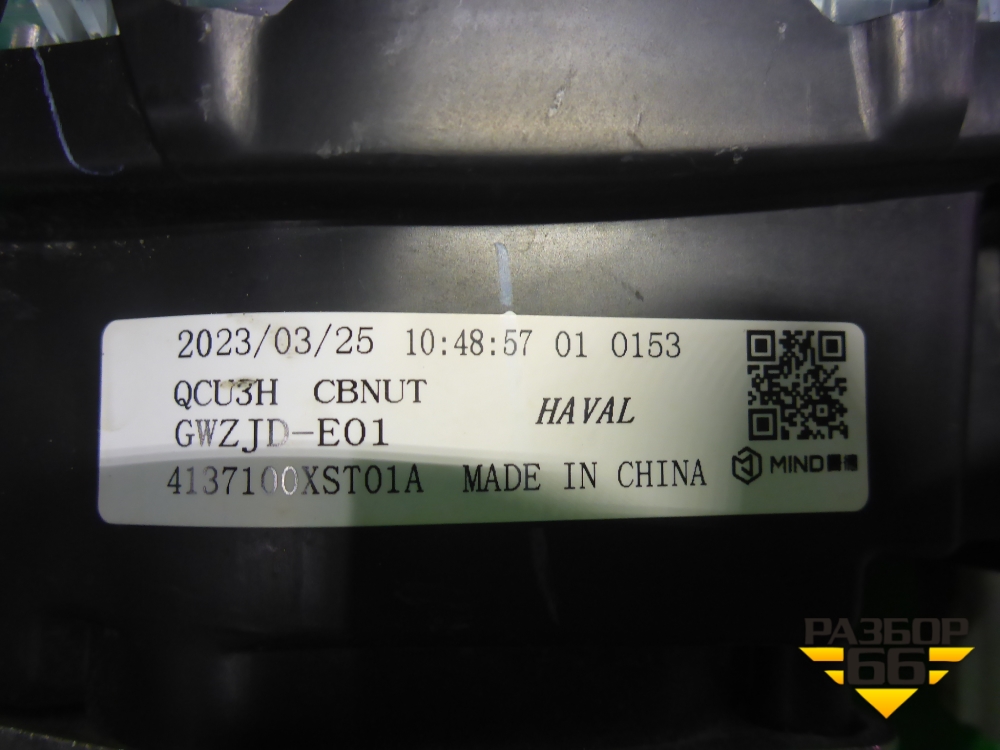 2023/03/25 10:48:57 01 0153
QCU3H CBNUT
HAVAL
GWZJD-E01
4137100XST01A MADE IN CHINA
MIND
РАЗБОР
66